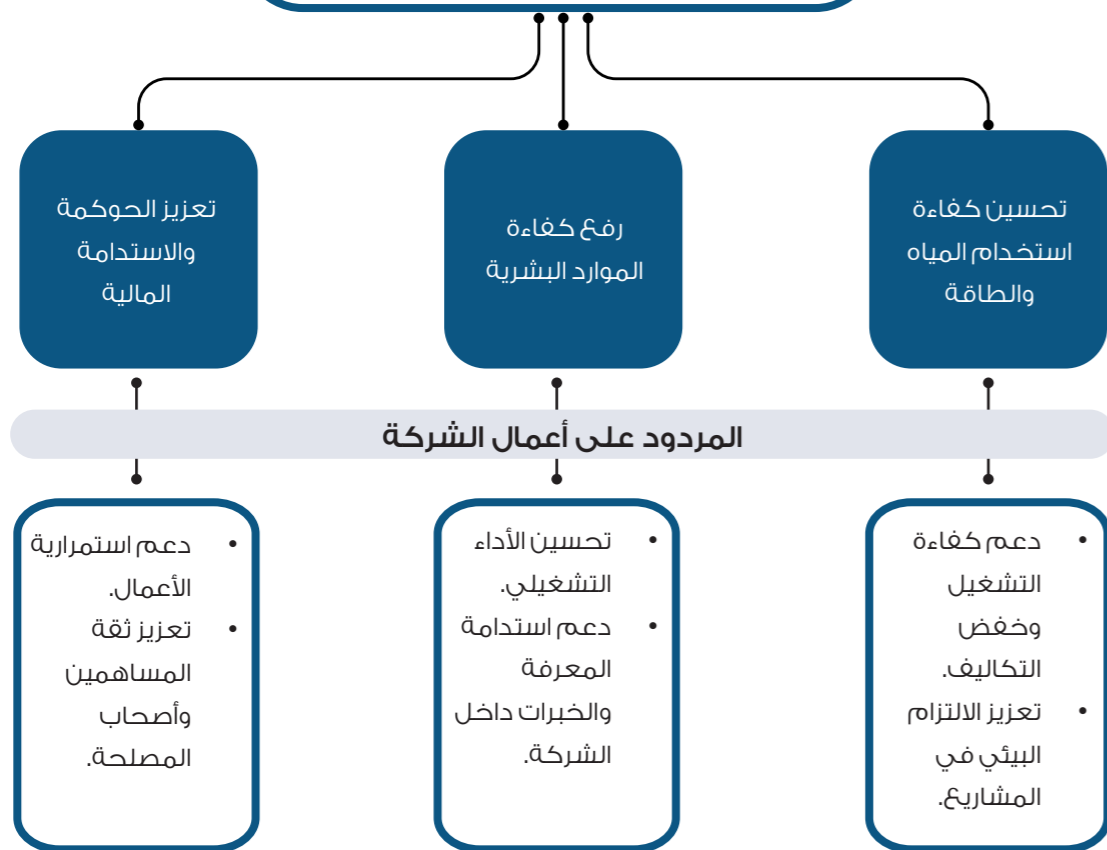 تحسين كفاءة
استخدام المياه
والطاقة
رفع كفاءة
الموارد البشرية
تعزيز الحوكمة
والاستدامة
المالية
المردود على أعمال الشركة
• دعم كفاءة
التشغيل
وخفض
التكاليف.
• تعزيز الالتزام
البيئي في
المشاريع.
• تحسين الأداء
التشغيلي.
• دعم استدامة
المعرفة
والخبرات داخل
الشركة.
• دعم استمرارية
الأعمال.
• تعزيز ثقة
المساهمين
وأصحاب
المصلحة.